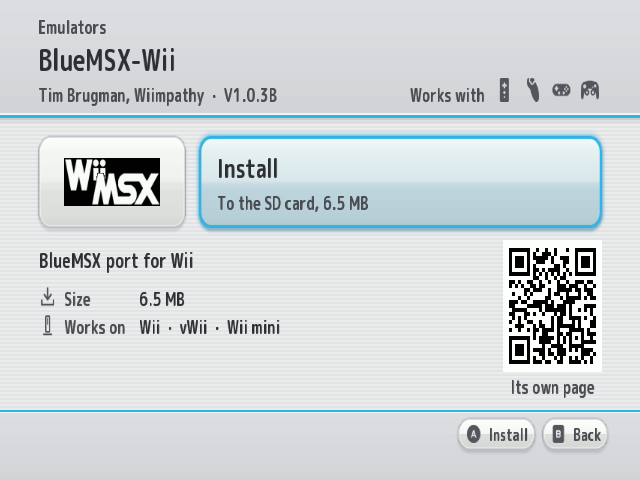 Emulators
BlueMSX-Wii
Tim Brugman, Wiimpathy · V1.0.3B
Works with
Wii MSX
Install
To the SD card, 6.5 MB
BlueMSX port for Wii
Size 6.5 MB
Works on Wii · vWii · Wii mini
Its own page
A Install
B Back